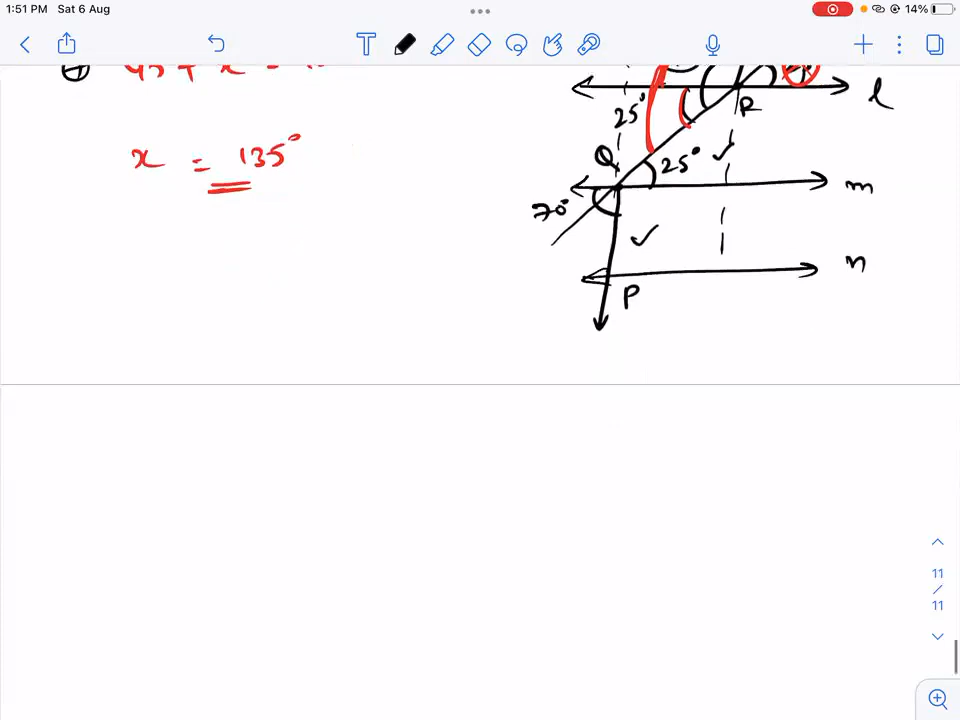 1:51 PM Sat 6 Aug
14%
l
R
25°
x = 135°
Q
25°
m
70°
n
P
11
/
11